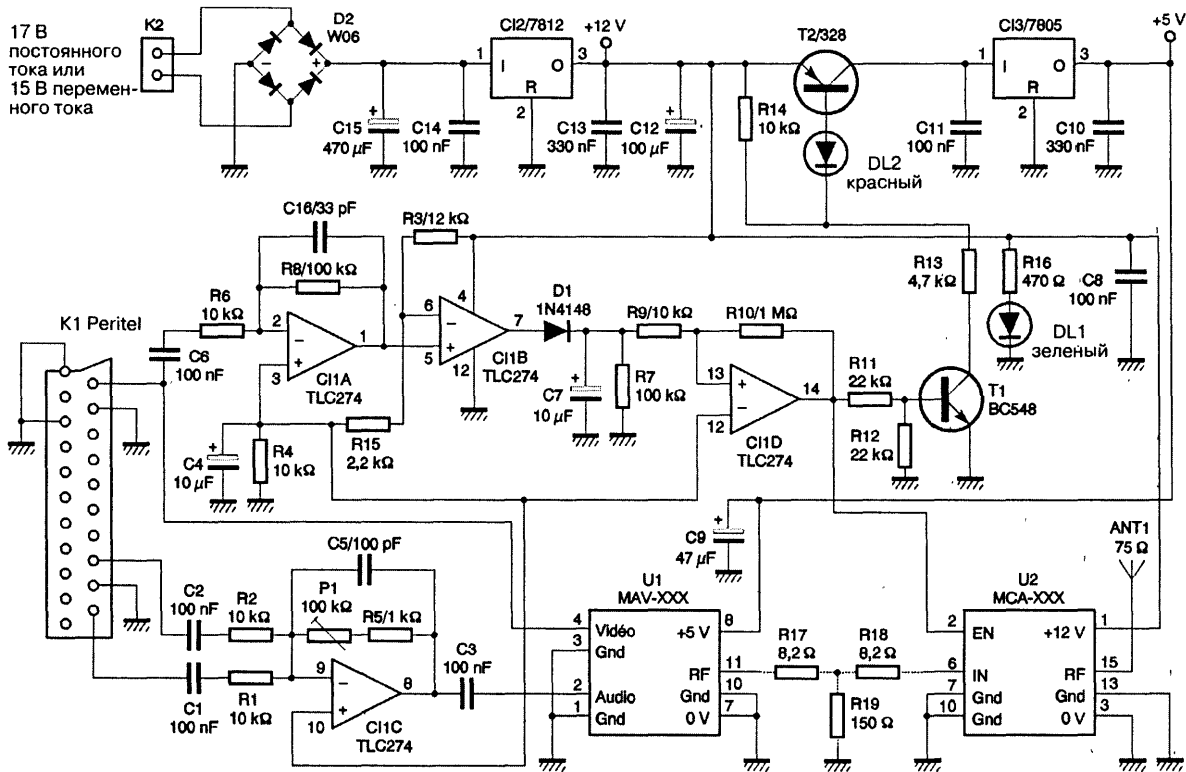 17 В
постоянного
тока или
15 В перемен-
ного тока
K2
D2
W06
–
+
CI2/7812
1
I
O
3
R
2
+12 V
T2/328
CI3/7805
1
I
O
3
R
2
+5 V
+
C15
470 µF
C14
100 nF
C13
330 nF
+
C12
100 µF
R14
10 kΩ
DL2
красный
C11
100 nF
C10
330 nF
C16/33 pF
R8/100 kΩ
R3/12 kΩ
R6
10 kΩ
K1 Peritel
C6
100 nF
2
–
1
+
3
CI1A
TLC274
6
–
4
7
5
+
12
CI1B
TLC274
D1
1N4148
R9/10 kΩ
R10/1 MΩ
+
C7
10 µF
R7
100 kΩ
13
+
14
–
12
CI1D
TLC274
R13
4,7 kΩ
R16
470 Ω
C8
100 nF
DL1
зеленый
R11
22 kΩ
R12
22 kΩ
T1
BC548
+
C4
10 µF
R4
10 kΩ
R15
2,2 kΩ
C5/100 pF
P1
100 kΩ
R5/1 kΩ
C2
100 nF
R2
10 kΩ
C1
100 nF
R1
10 kΩ
9
–
8
+
10
CI1C
TLC274
C3
100 nF
+
C9
47 µF
U1
MAV-XXX
4
Vidéo
3
Gnd
2
Audio
1
Gnd
+5 V
8
RF
11
Gnd
10
0 V
7
R17
8,2 Ω
R18
8,2 Ω
R19
150 Ω
ANT1
75 Ω
U2
MCA-XXX
2
EN
6
IN
7
Gnd
10
Gnd
+12 V
1
RF
15
Gnd
13
0 V
3